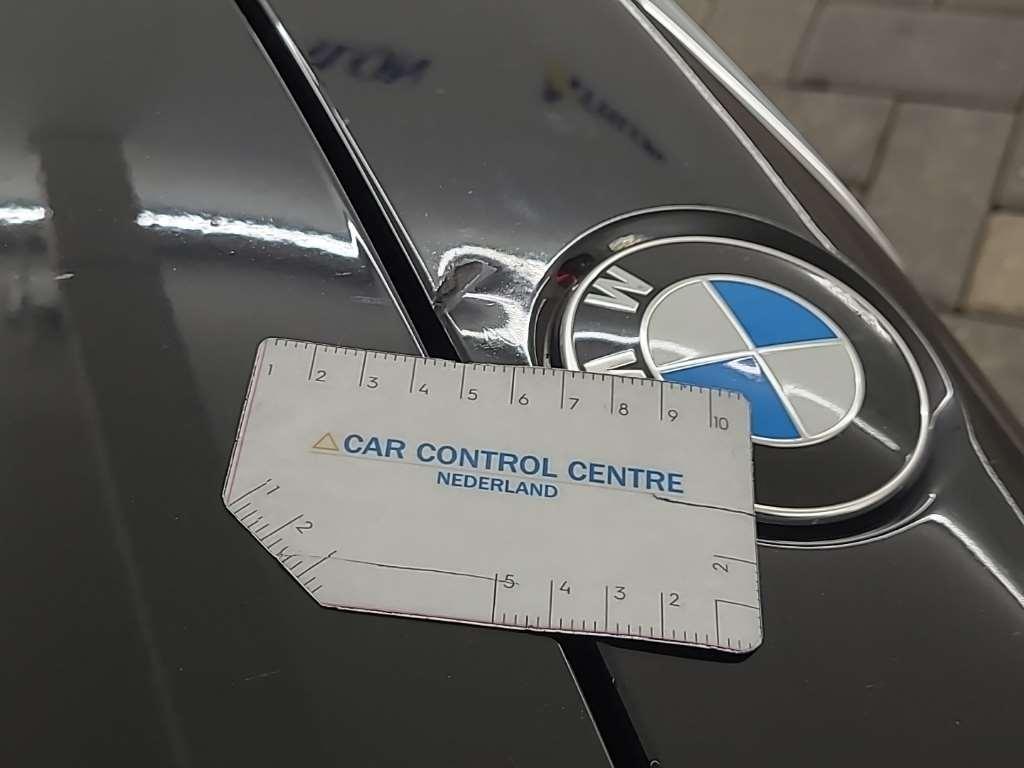 M
1 2 3 4 5 6 7 8 9 10
CAR CONTROL CENTRE
NEDERLAND
1 2
5 4 3 2
2